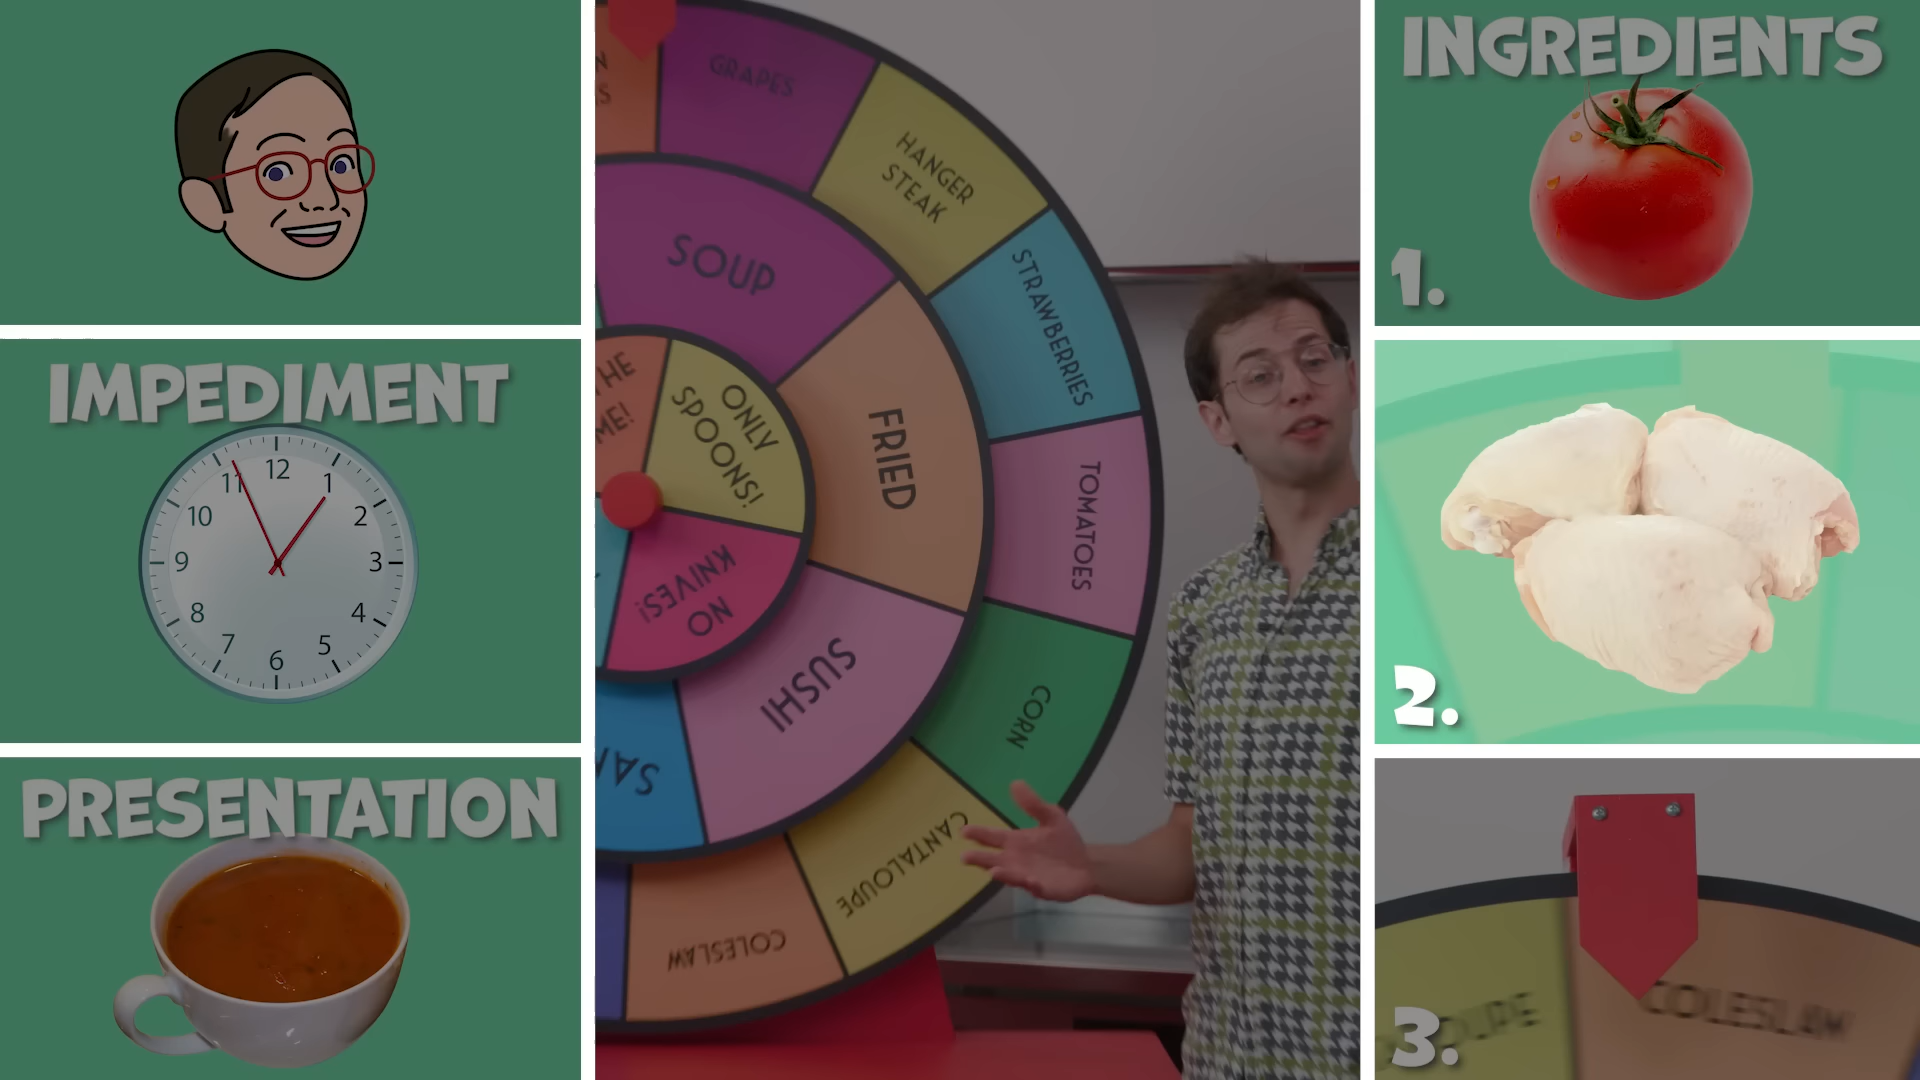 IMPEDIMENT
12
1
2
3
4
5
6
7
8
9
10
11
PRESENTATION
GRAPES
HANGER
STEAK
STRAWBERRIES
TOMATOES
CORN
CANTALOUPE
COLESLAW
SOUP
FRIED
SUSHI
ONLY
SPOONS!
NO
KNIVES!
INGREDIENTS
1.
2.
3.
COLESLAW